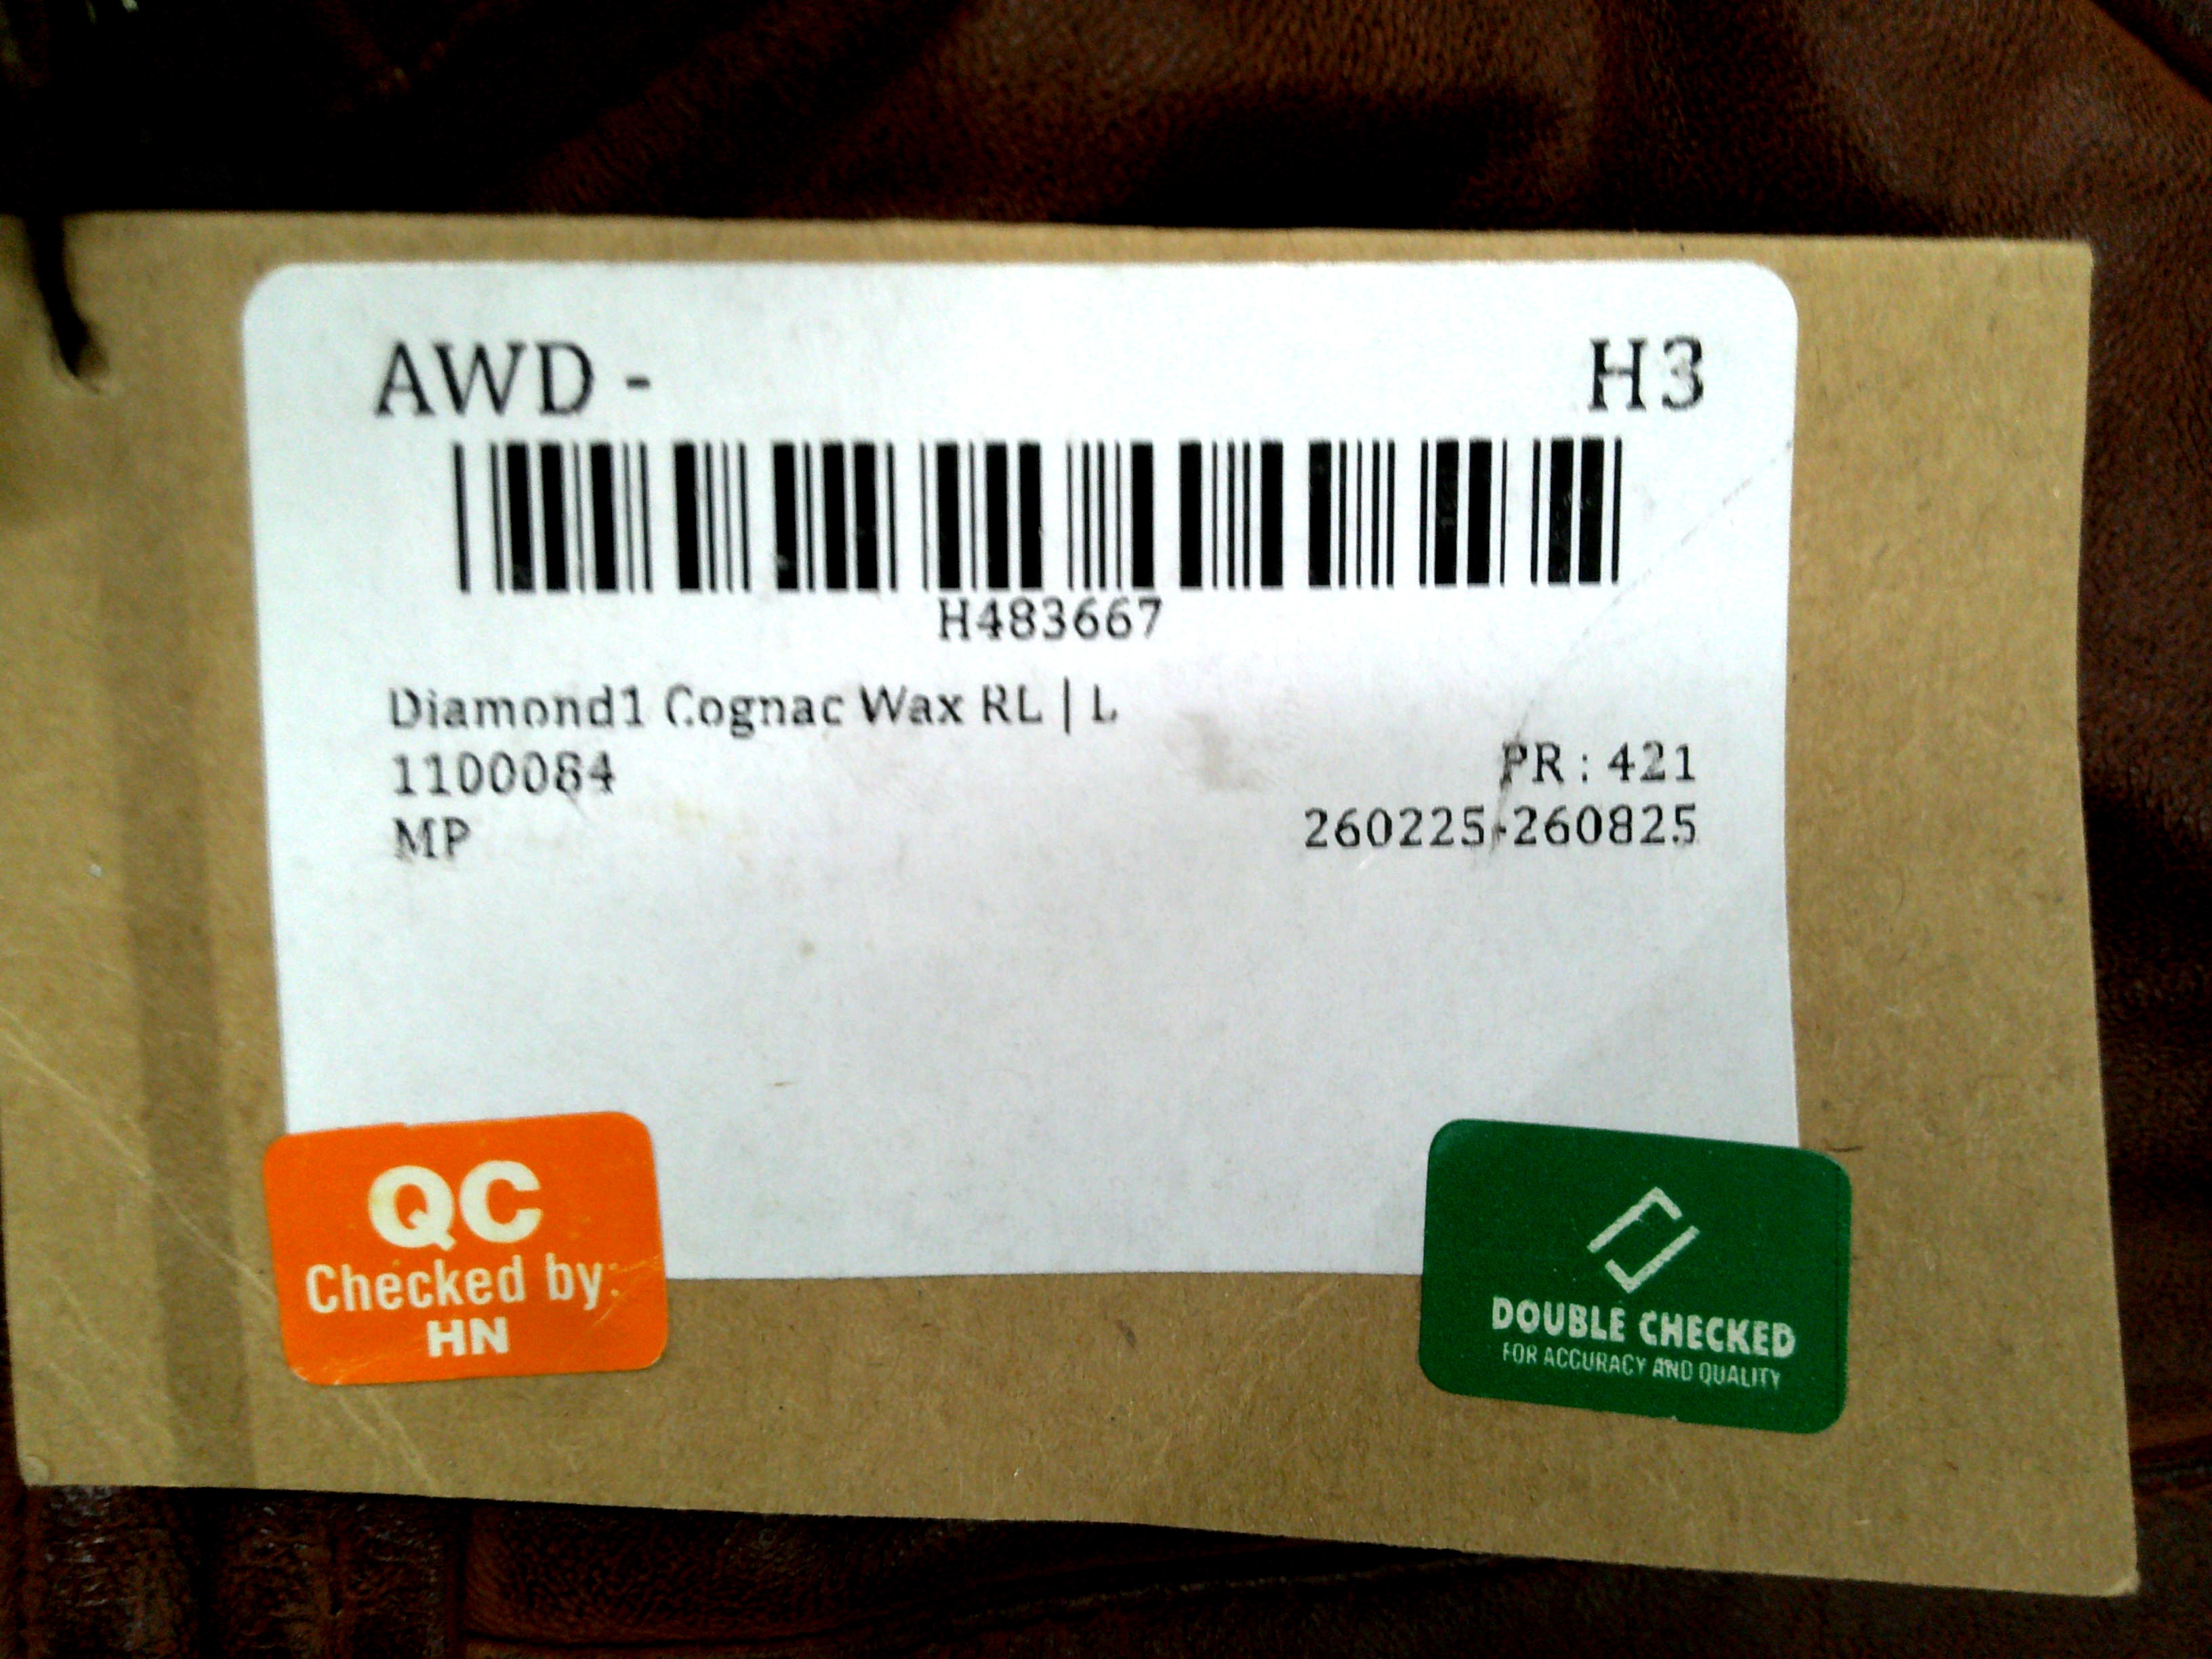 AWD - H3
H483667
Diamond1 Cognac Wax RL | L
1100084 PR : 421
MP 260225-260825
QC
Checked by:
HN
DOUBLE CHECKED
FOR ACCURACY AND QUALITY